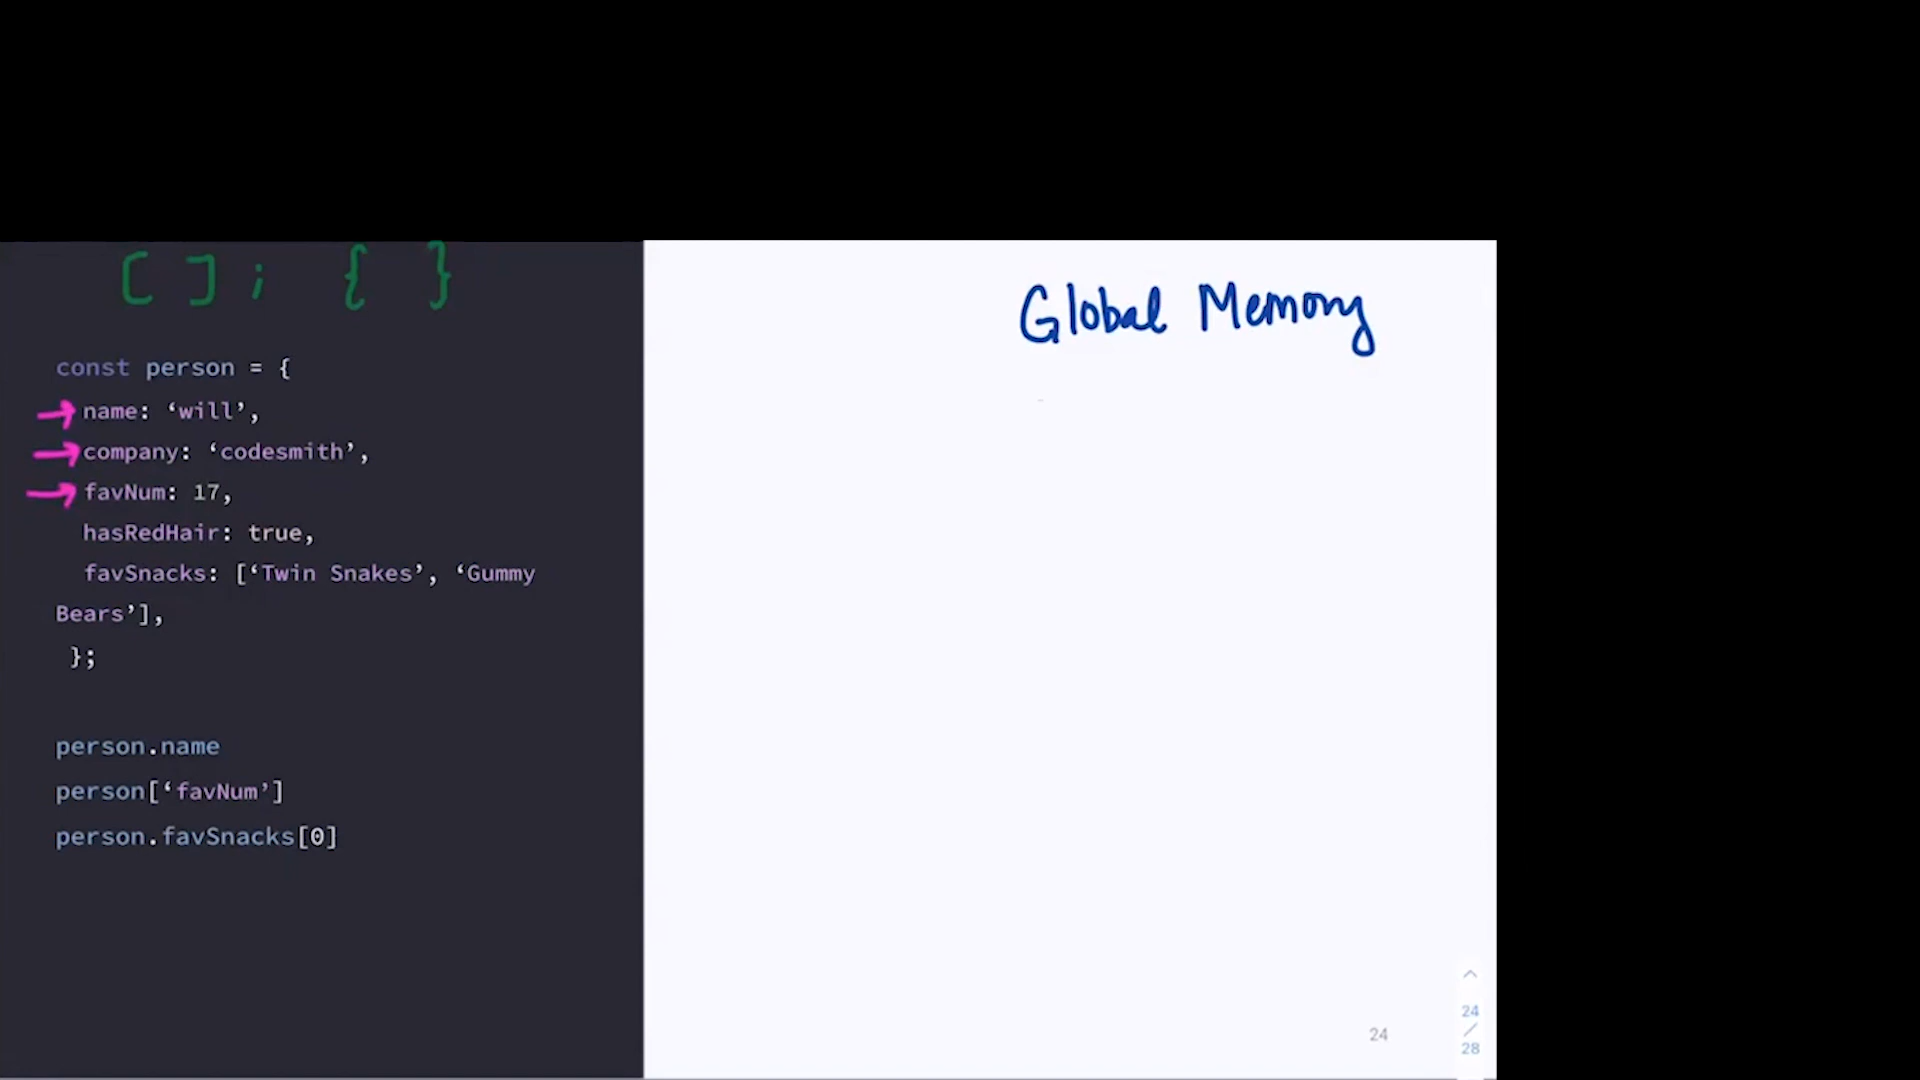 [ ] ; { }
const person = {
name: ‘will’,
company: ‘codesmith’,
favNum: 17,
hasRedHair: true,
favSnacks: [‘Twin Snakes’, ‘Gummy
Bears’],
};
person.name
person[‘favNum’]
person.favSnacks[0]
Global Memory
24
24
/
28